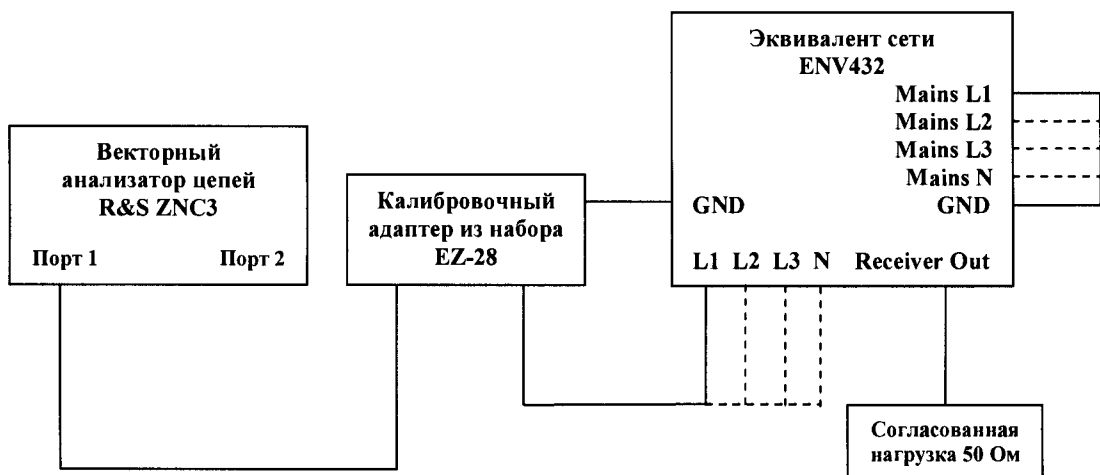 Эквивалент сети
ENV432
Mains L1
Mains L2
Mains L3
Mains N
GND GND
L1 L2 L3 N Receiver Out
Векторный
анализатор цепей
R&S ZNC3
Порт 1 Порт 2
Калибровочный
адаптер из набора
EZ-28
Согласованная
нагрузка 50 Ом